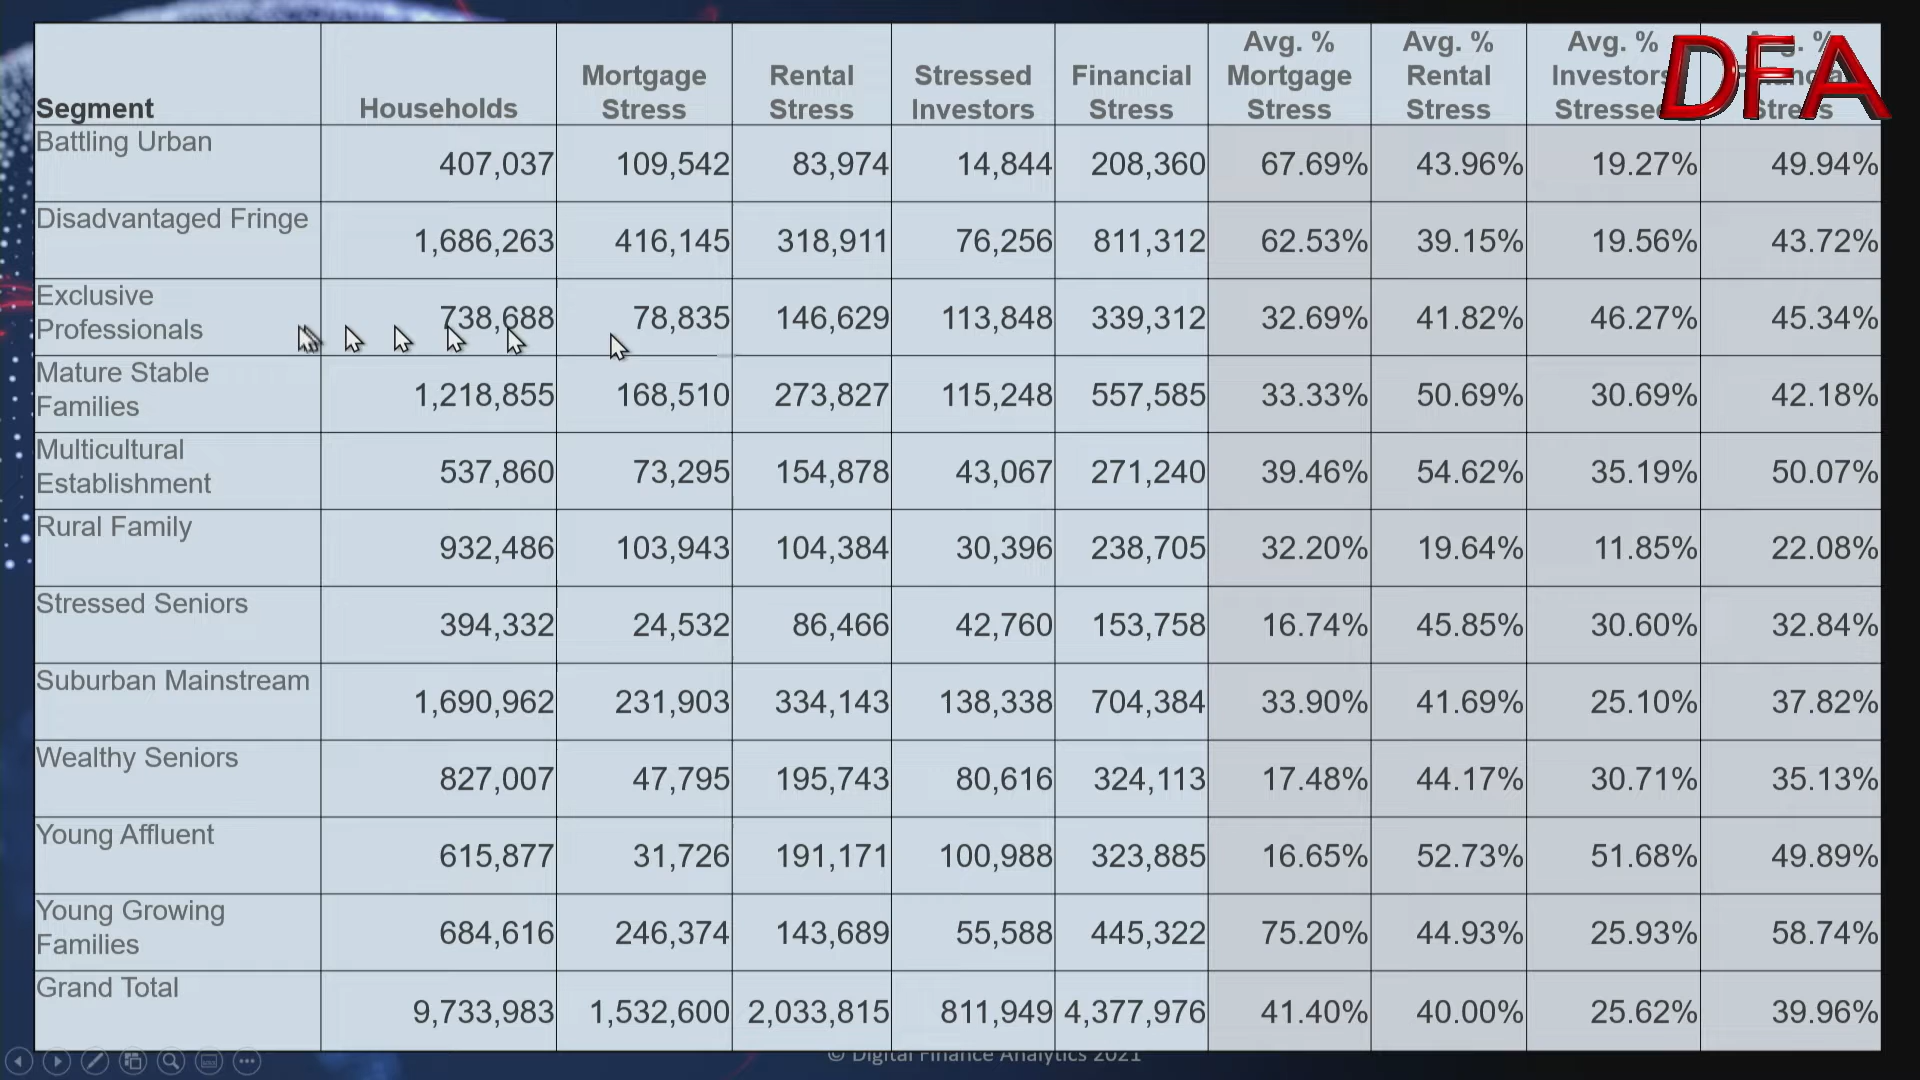 Segment Households Mortgage Stress Rental Stress Stressed Investors Financial Stress Avg. % Mortgage Stress Avg. % Rental Stress Avg. % Investors Stressed Stress
DFA
Battling Urban 407,037 109,542 83,974 14,844 208,360 67.69% 43.96% 19.27% 49.94%
Disadvantaged Fringe 1,686,263 416,145 318,911 76,256 811,312 62.53% 39.15% 19.56% 43.72%
Exclusive Professionals 738,688 78,835 146,629 113,848 339,312 32.69% 41.82% 46.27% 45.34%
Mature Stable Families 1,218,855 168,510 273,827 115,248 557,585 33.33% 50.69% 30.69% 42.18%
Multicultural Establishment 537,860 73,295 154,878 43,067 271,240 39.46% 54.62% 35.19% 50.07%
Rural Family 932,486 103,943 104,384 30,396 238,705 32.20% 19.64% 11.85% 22.08%
Stressed Seniors 394,332 24,532 86,466 42,760 153,758 16.74% 45.85% 30.60% 32.84%
Suburban Mainstream 1,690,962 231,903 334,143 138,338 704,384 33.90% 41.69% 25.10% 37.82%
Wealthy Seniors 827,007 47,795 195,743 80,616 324,113 17.48% 44.17% 30.71% 35.13%
Young Affluent 615,877 31,726 191,171 100,988 323,885 16.65% 52.73% 51.68% 49.89%
Young Growing Families 684,616 246,374 143,689 55,588 445,322 75.20% 44.93% 25.93% 58.74%
Grand Total 9,733,983 1,532,600 2,033,815 811,949 4,377,976 41.40% 40.00% 25.62% 39.96%
© Digital Finance Analytics 2021